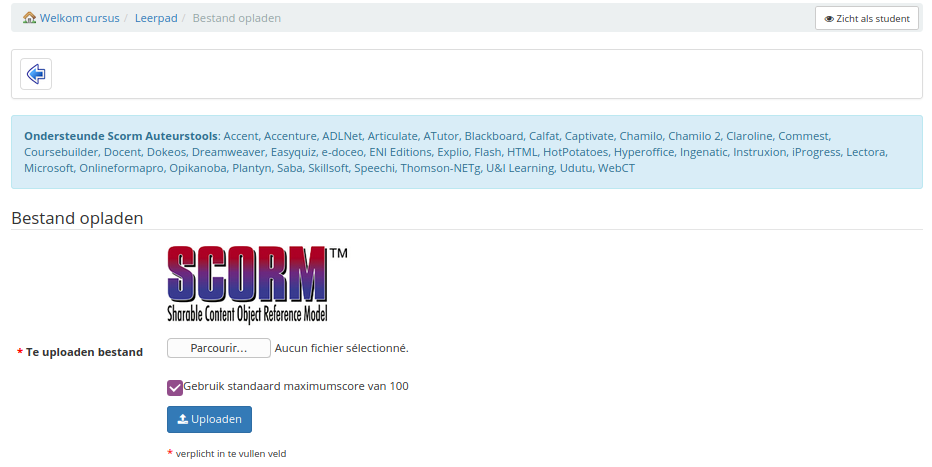 Welkom cursus / Leerpad / Bestand opladen
Zicht als student
Ondersteunde Scorm Auteurstools: Accent, Accenture, ADLNet, Articulate, ATutor, Blackboard, Calfat, Captivate, Chamilo, Chamilo 2, Claroline, Commest,
Coursebuilder, Docent, Dokeos, Dreamweaver, Easyquiz, e-doceo, ENI Editions, Explio, Flash, HTML, HotPotatoes, Hyperoffice, Ingenatic, Instruxion, iProgress, Lectora,
Microsoft, Onlineformapro, Opikanoba, Plantyn, Saba, Skillsoft, Speechi, Thomson-NETg, U&I Learning, Udutu, WebCT
Bestand opladen
SCORM™
Sharable Content Object Reference Model
* Te uploaden bestand
Parcourir... Aucun fichier sélectionné.
Gebruik standaard maximumscore van 100
Uploaden
* verplicht in te vullen veld